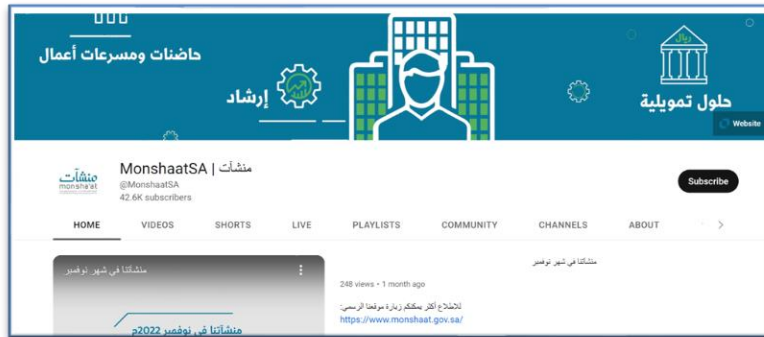 حاضنات ومسرعات أعمال
إرشاد
ريال
حلول تمويلية
Website
منشآت
monsha'at
MonshaatSA | منشآت
@MonshaatSA
42.6K subscribers
Subscribe
HOME VIDEOS SHORTS LIVE PLAYLISTS COMMUNITY CHANNELS ABOUT
منشآتنا في شهر نوفمبر
منشآتنا في نوفمبر 2022م
منشآتنا في شهر نوفمبر
248 views • 1 month ago
للاطلاع أكثر يمكنكم زيارة موقعنا الرسمي:
https://www.monshaat.gov.sa/